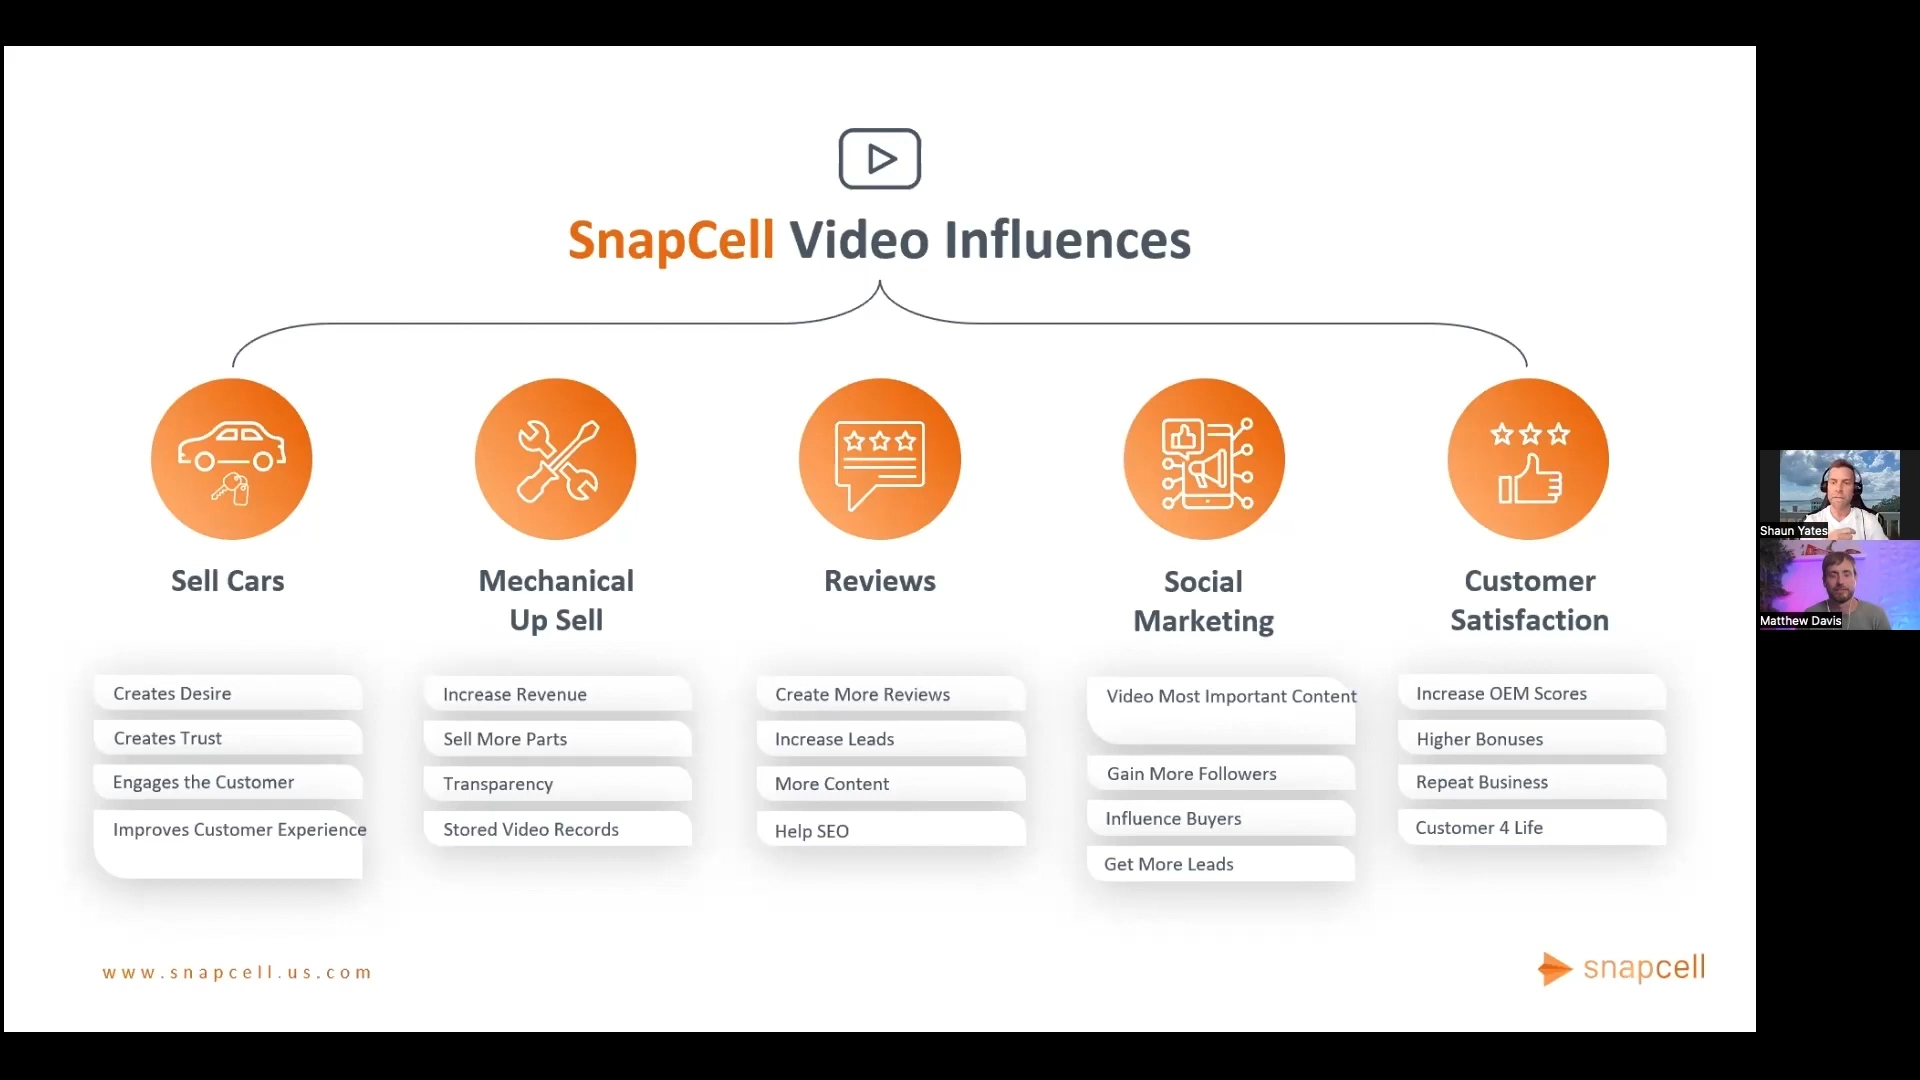 SnapCell Video Influences
Sell Cars
Creates Desire
Creates Trust
Engages the Customer
Improves Customer Experience
Mechanical
Up Sell
Increase Revenue
Sell More Parts
Transparency
Stored Video Records
Reviews
Create More Reviews
Increase Leads
More Content
Help SEO
Social
Marketing
Video Most Important Content
Gain More Followers
Influence Buyers
Get More Leads
Customer
Satisfaction
Increase OEM Scores
Higher Bonuses
Repeat Business
Customer 4 Life
www.snapcell.us.com
snapcell
Shaun Yates
Matthew Davis